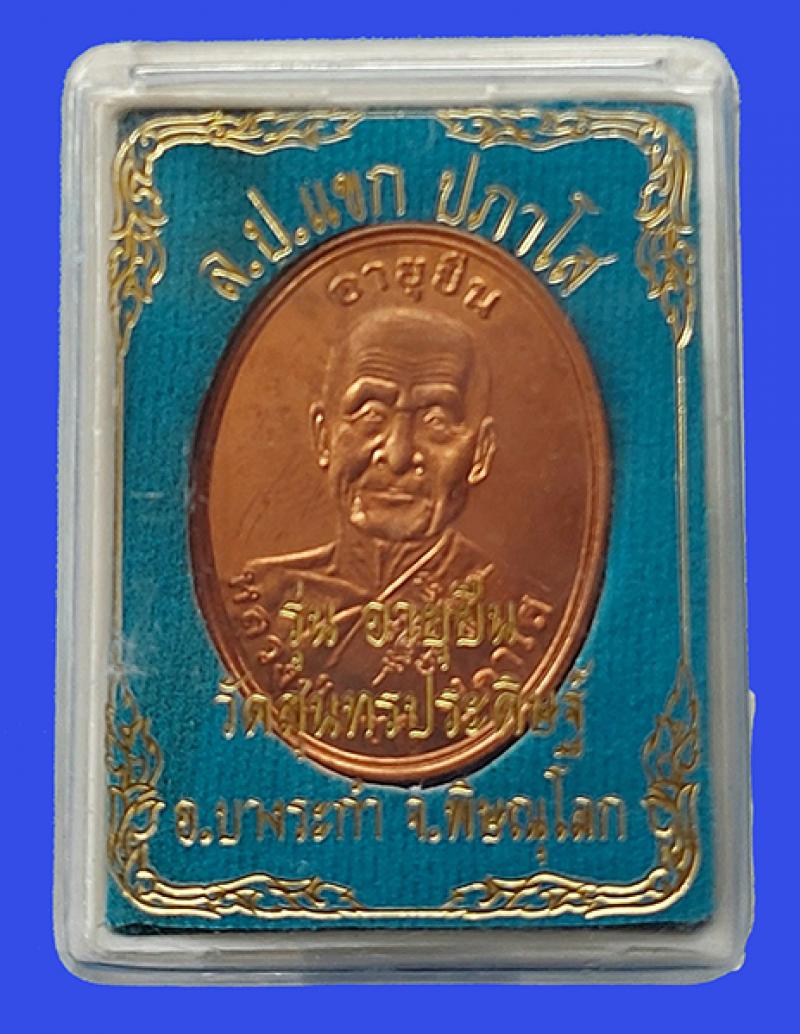 ล.ป.แขก ปภาโส
อายุยืน
รุ่น อายุยืน
วัดสุนทรประดิษฐ์
อ.บางระกำ จ.พิษณุโลก